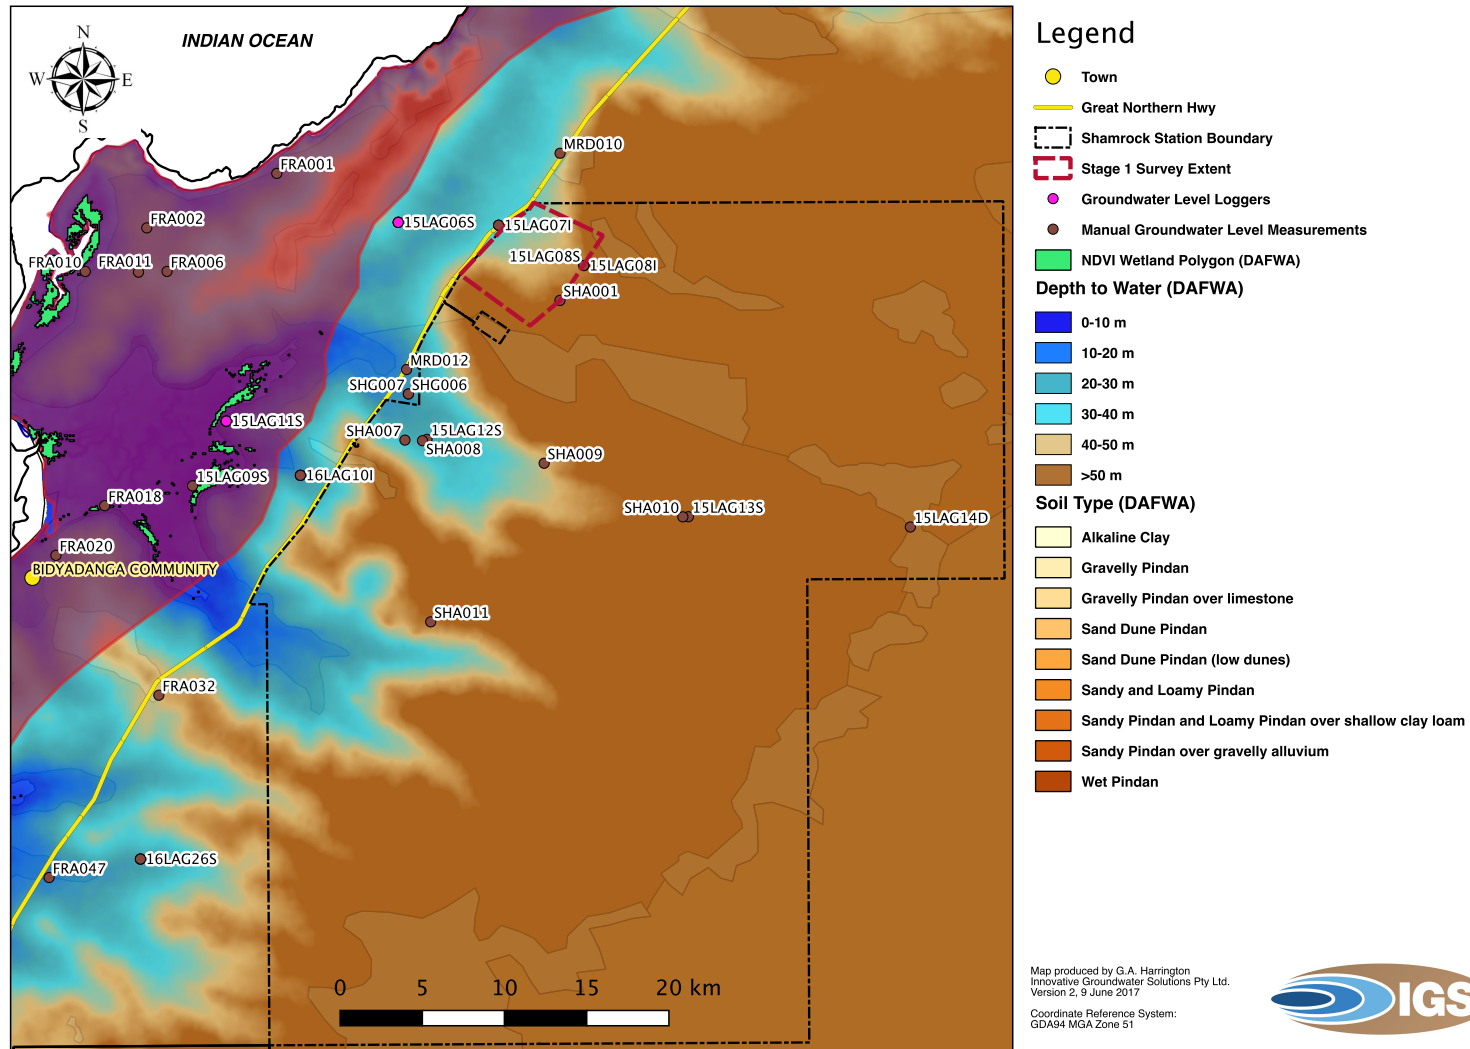 INDIAN OCEAN
N
W
E
S
MRD010
FRA001
FRA002
15LAG06S
15LAG07I
FRA010
FRA011
FRA006
15LAG08S
15LAG08I
SHA001
MRD012
SHG007
SHG006
15LAG11S
SHA007
15LAG12S
SHA008
SHA009
15LAG09S
16LAG10I
FRA018
SHA010
15LAG13S
15LAG14D
FRA020
BIDYADANGA COMMUNITY
SHA011
FRA032
FRA047
16LAG26S
0 5 10 15 20 km
Legend
Town
Great Northern Hwy
Shamrock Station Boundary
Stage 1 Survey Extent
Groundwater Level Loggers
Manual Groundwater Level Measurements
NDVI Wetland Polygon (DAFWA)
Depth to Water (DAFWA)
0-10 m
10-20 m
20-30 m
30-40 m
40-50 m
>50 m
Soil Type (DAFWA)
Alkaline Clay
Gravelly Pindan
Gravelly Pindan over limestone
Sand Dune Pindan
Sand Dune Pindan (low dunes)
Sandy and Loamy Pindan
Sandy Pindan and Loamy Pindan over shallow clay loam
Sandy Pindan over gravelly alluvium
Wet Pindan
Map produced by G.A. Harrington
Innovative Groundwater Solutions Pty Ltd.
Version 2, 9 June 2017
Coordinate Reference System:
GDA94 MGA Zone 51
IGS